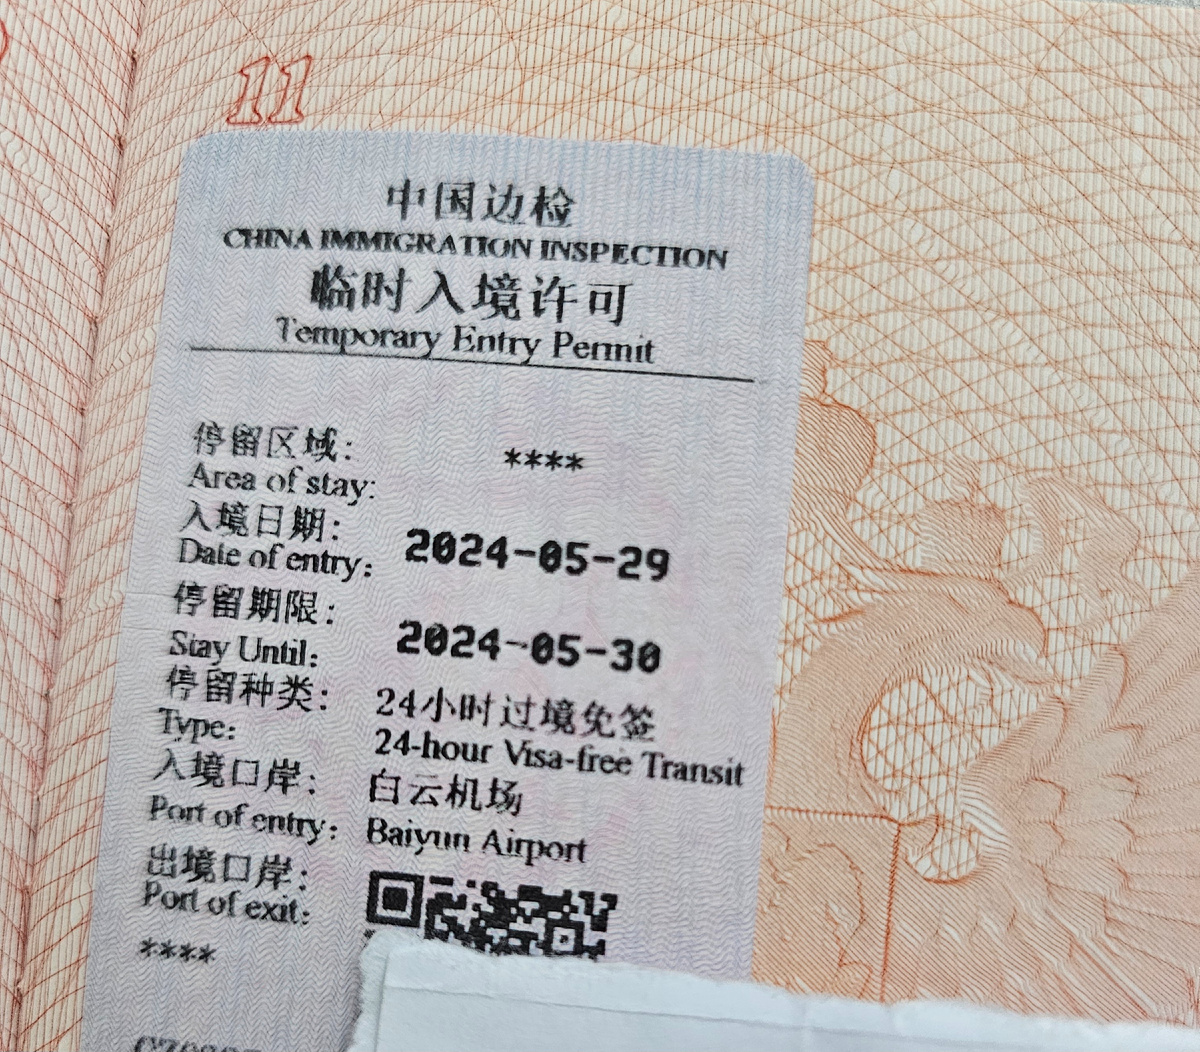 11
中国边检
CHINA IMMIGRATION INSPECTION
临时入境许可
Temporary Entry Permit
停留区域: ****
Area of stay:
入境日期: 2024-05-29
Date of entry:
停留期限: 2024-05-30
Stay Until:
停留种类: 24小时过境免签
Type: 24-hour Visa-free Transit
入境口岸: 白云机场
Port of entry: Baiyun Airport
出境口岸:
Port of exit:
****